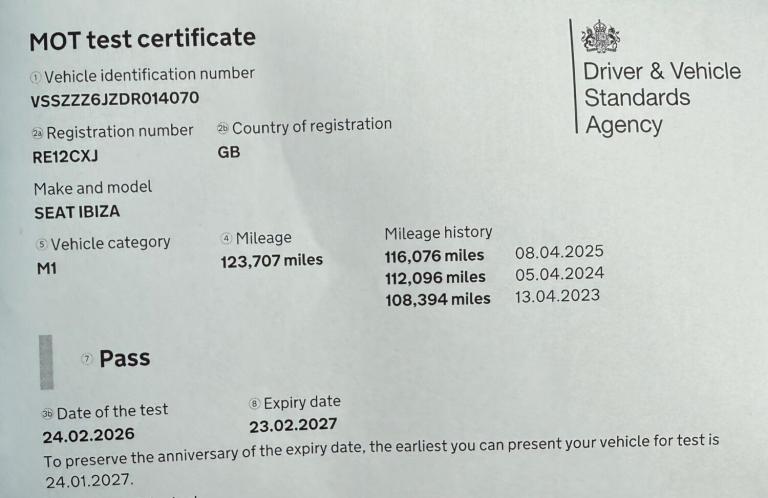 MOT test certificate
Driver & Vehicle
Standards
Agency
1 Vehicle identification number
VSSZZZ6JZDR014070
2a Registration number 2b Country of registration
RE12CXJ GB
Make and model
SEAT IBIZA
5 Vehicle category 4 Mileage Mileage history
M1 123,707 miles 116,076 miles 08.04.2025
112,096 miles 05.04.2024
108,394 miles 13.04.2023
7 Pass
3b Date of the test 8 Expiry date
24.02.2026 23.02.2027
To preserve the anniversary of the expiry date, the earliest you can present your vehicle for test is
24.01.2027.